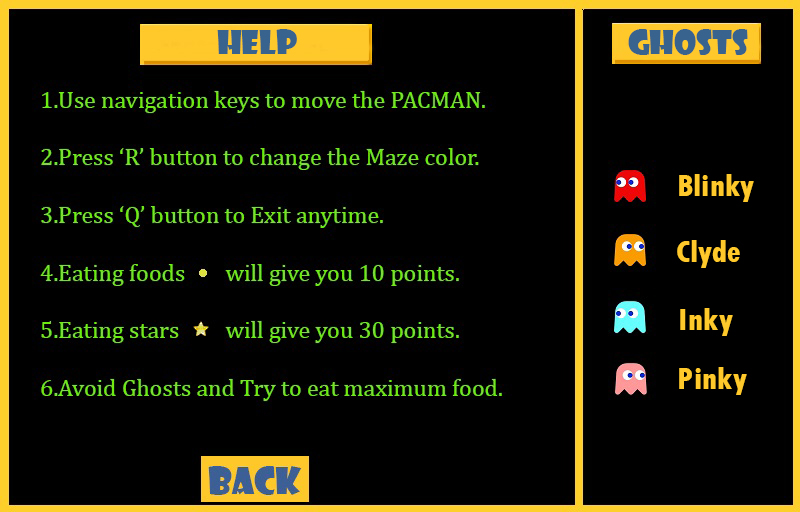 HELP
1.Use navigation keys to move the PACMAN.
2.Press ‘R’ button to change the Maze color.
3.Press ‘Q’ button to Exit anytime.
4.Eating foods will give you 10 points.
5.Eating stars will give you 30 points.
6.Avoid Ghosts and Try to eat maximum food.
BACK
GHOSTS
Blinky
Clyde
Inky
Pinky